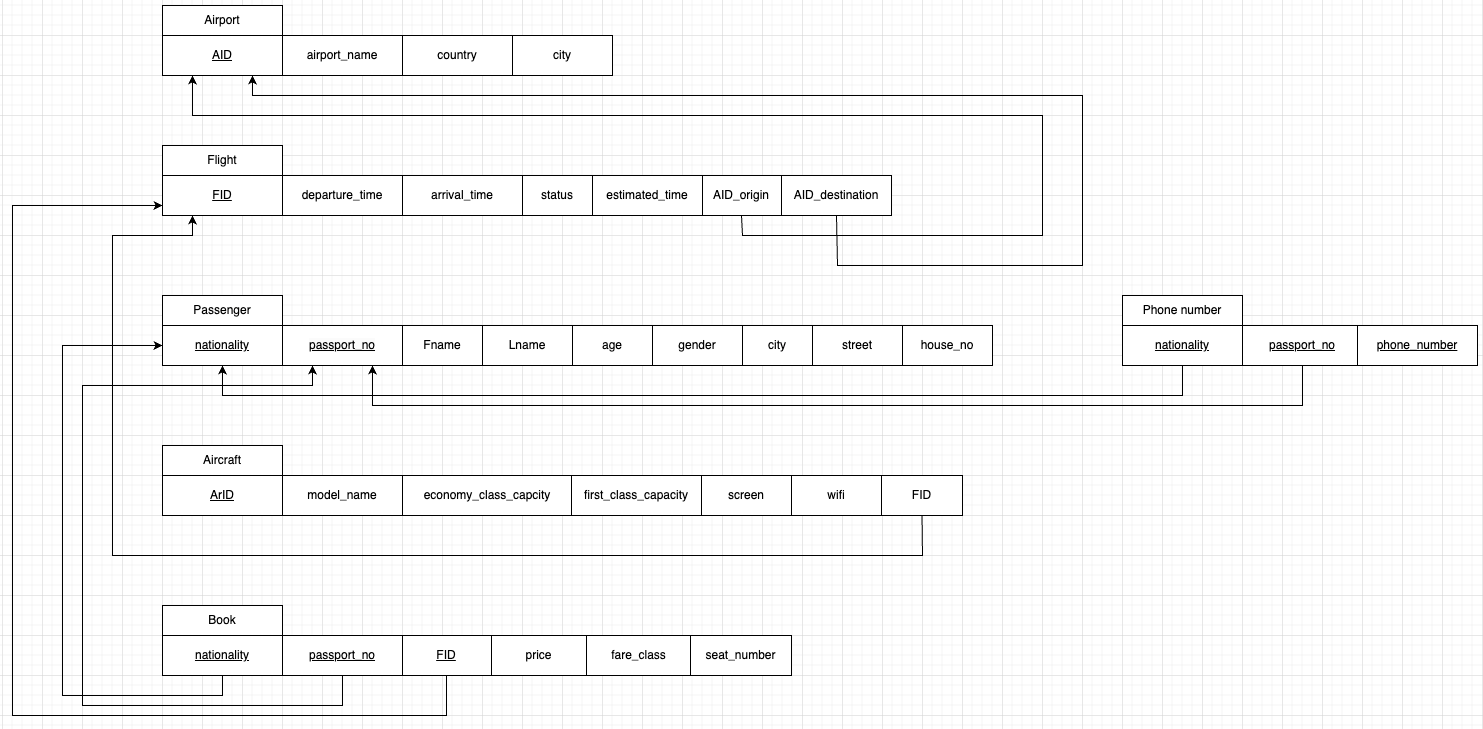 Airport
AID airport_name country city
Flight
FID departure_time arrival_time status estimated_time AID_origin AID_destination
Passenger
nationality passport_no Fname Lname age gender city street house_no
Phone number
nationality passport_no phone_number
Aircraft
ArID model_name economy_class_capcity first_class_capacity screen wifi FID
Book
nationality passport_no FID price fare_class seat_number